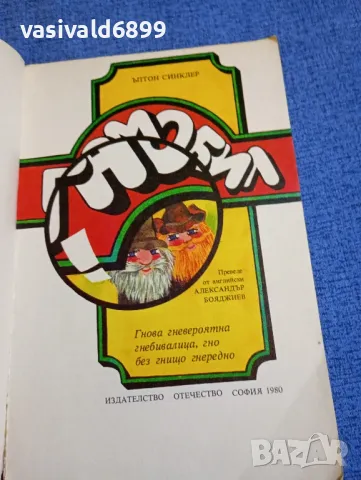 vasivald6899
ЪПТОН СИНКЛЕР
ГНОМОБИЛ
Преведе
от английски
АЛЕКСАНДЪР
БОЯДЖИЕВ
Гнова гневероятна
гнебивалица, гно
без гнищо гнередно
ИЗДАТЕЛСТВО ОТЕЧЕСТВО СОФИЯ 1980
BAZAR